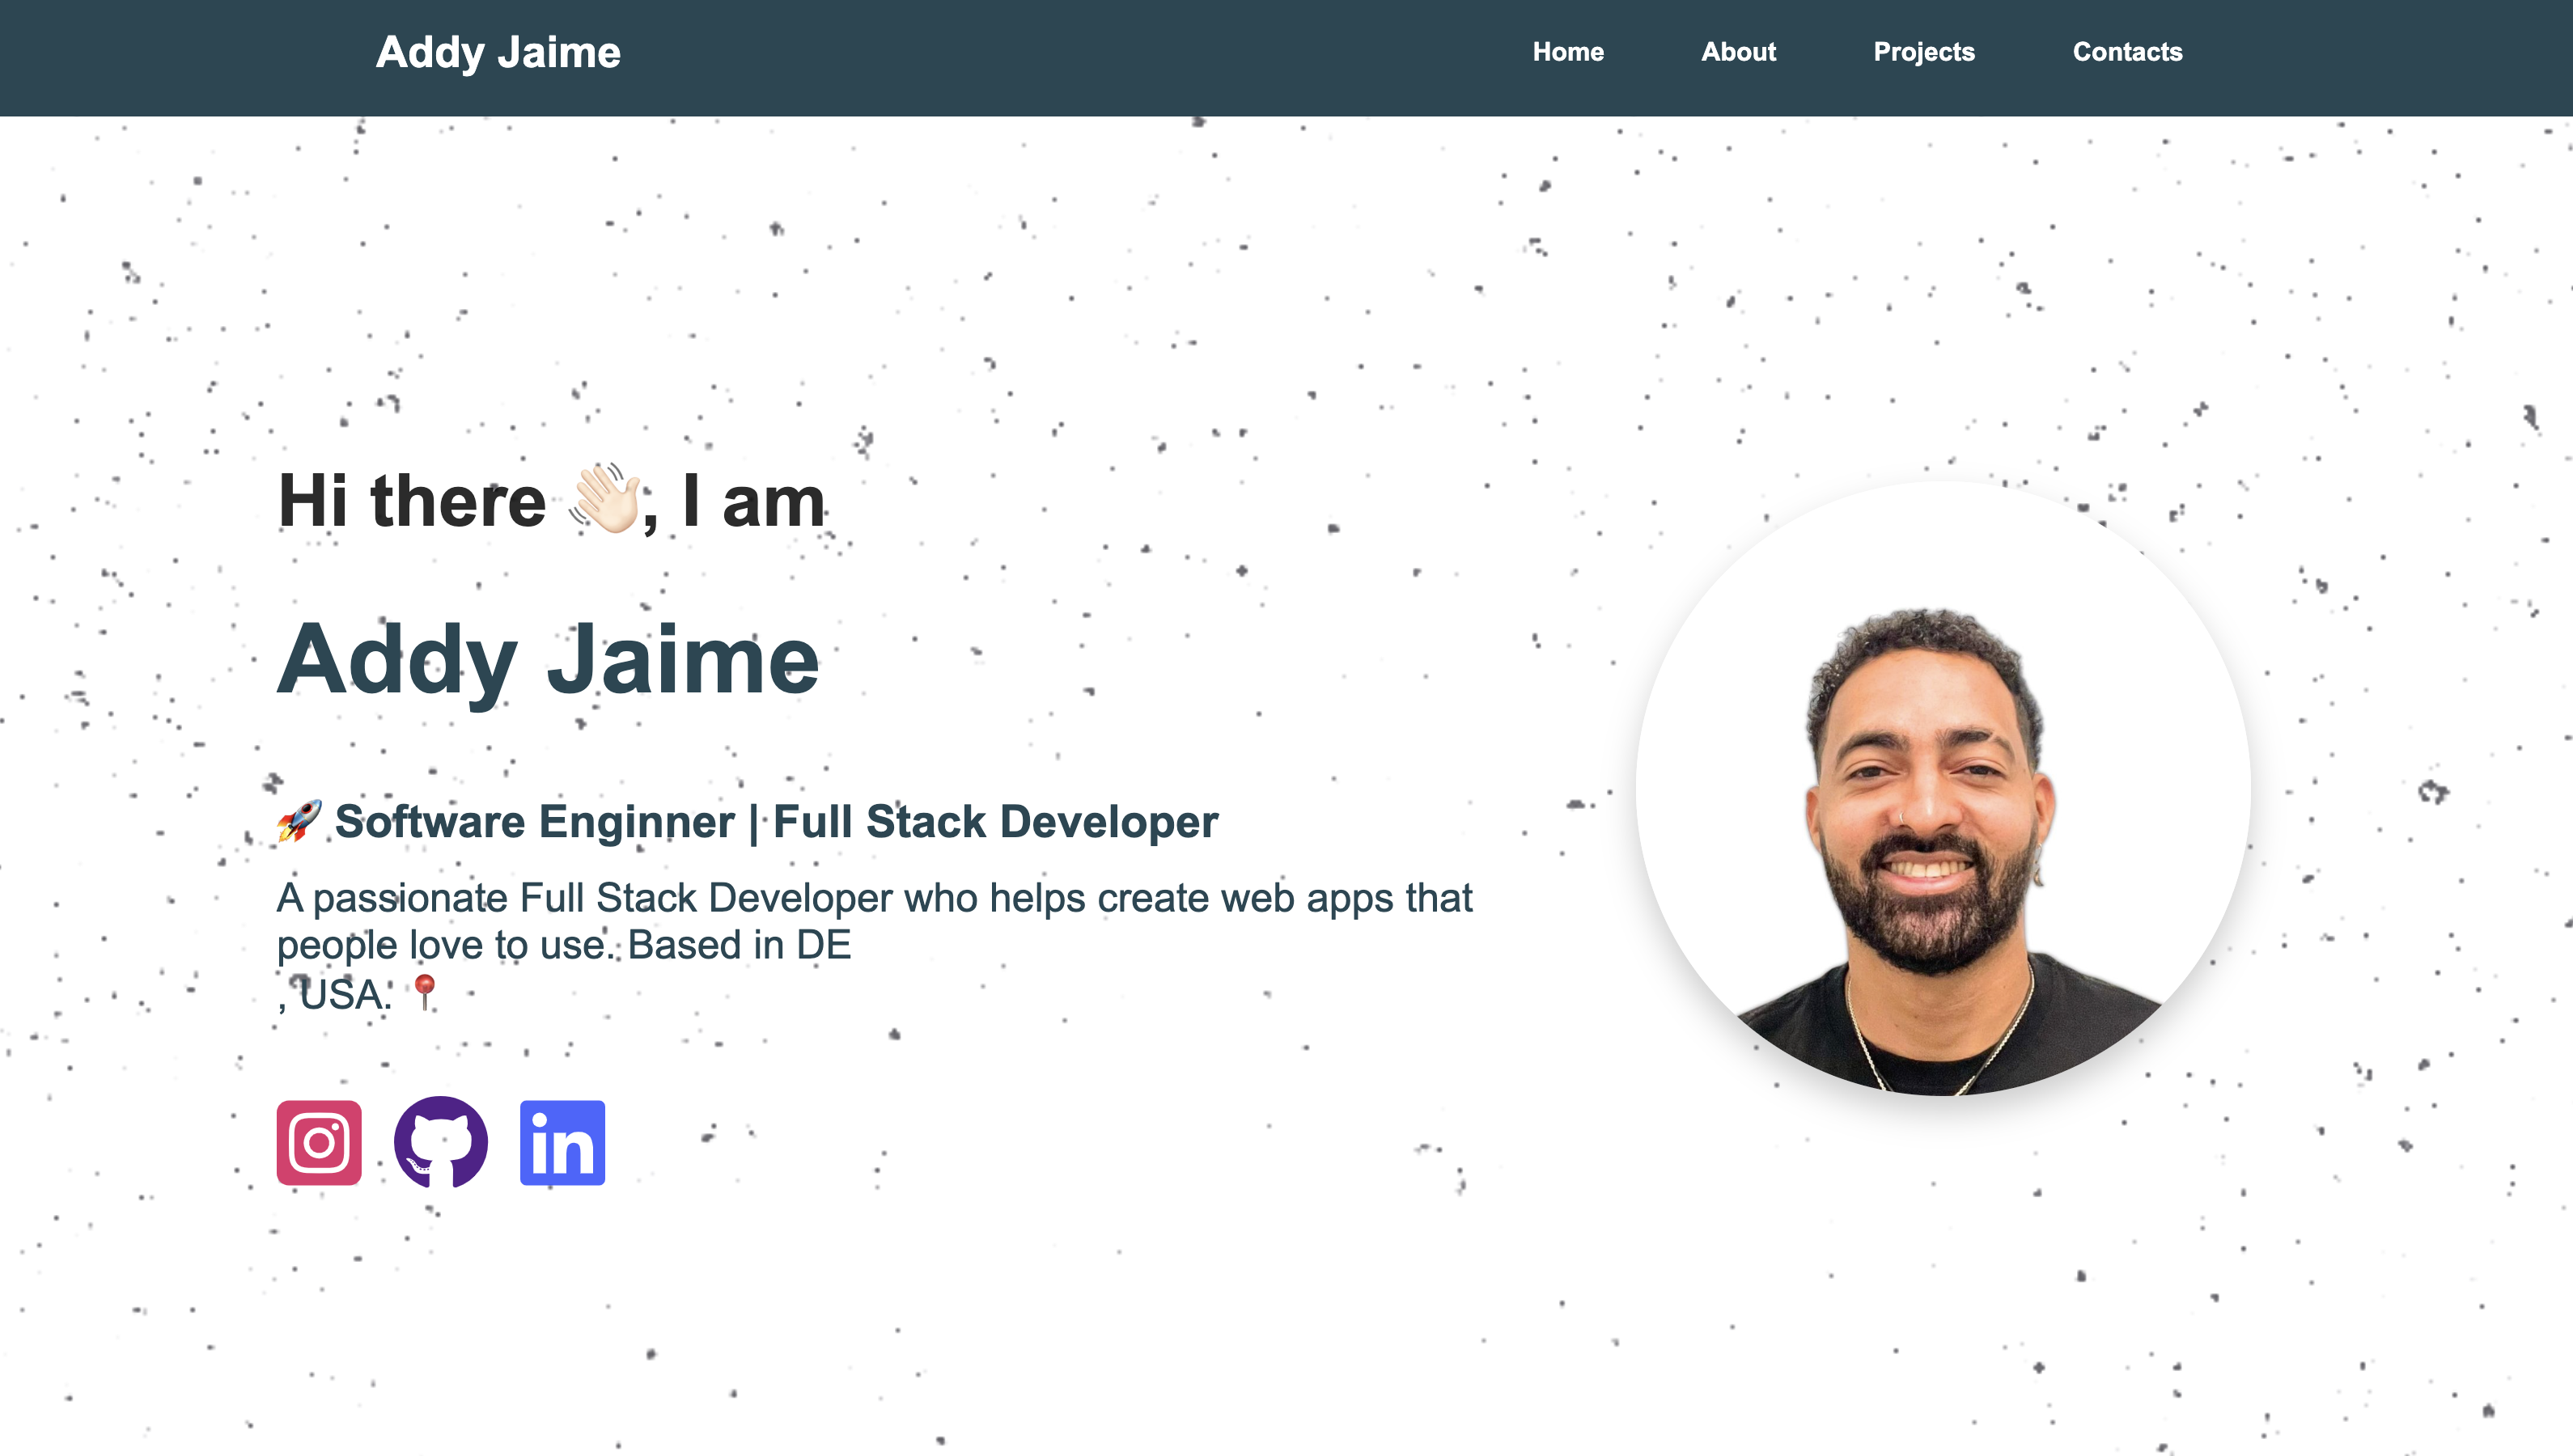 Addy Jaime
Home About Projects Contacts
Hi there 👋🏻, I am
Addy Jaime
🚀 Software Enginner | Full Stack Developer
A passionate Full Stack Developer who helps create web apps that
people love to use. Based in DE
, USA. 📍
in